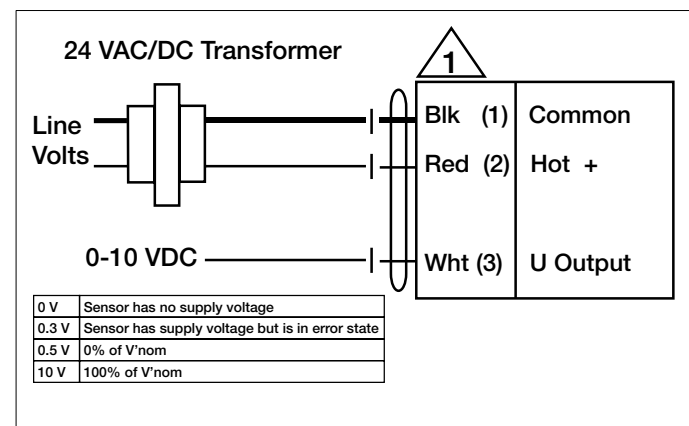 24 VAC/DC Transformer
1
Line
Volts
Blk (1) Common
Red (2) Hot +
0-10 VDC
Wht (3) U Output
0 V Sensor has no supply voltage
0.3 V Sensor has supply voltage but is in error state
0.5 V 0% of V'nom
10 V 100% of V'nom